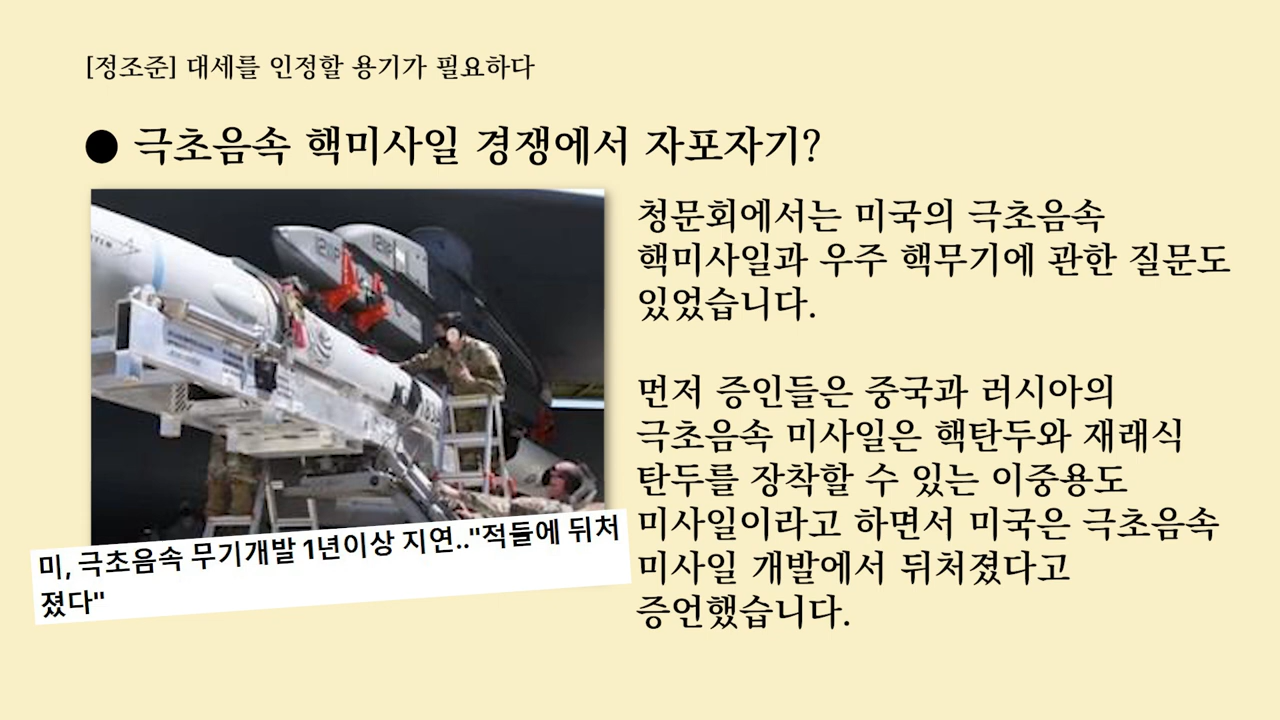 [정조준] 대세를 인정할 용기가 필요하다
● 극초음속 핵미사일 경쟁에서 자포자기?
청문회에서는 미국의 극초음속
핵미사일과 우주 핵무기에 관한 질문도
있었습니다.
먼저 증인들은 중국과 러시아의
극초음속 미사일은 핵탄두와 재래식
탄두를 장착할 수 있는 이중용도
미사일이라고 하면서 미국은 극초음속
미사일 개발에서 뒤처졌다고
증언했습니다.
미, 극초음속 무기개발 1년이상 지연.."적들에 뒤처
졌다"